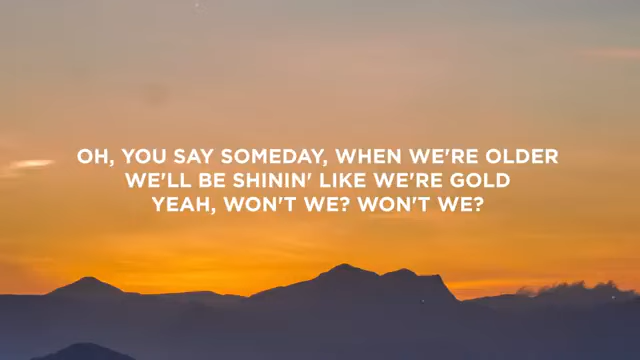 OH, YOU SAY SOMEDAY, WHEN WE'RE OLDER
WE'LL BE SHININ' LIKE WE'RE GOLD
YEAH, WON'T WE? WON'T WE?